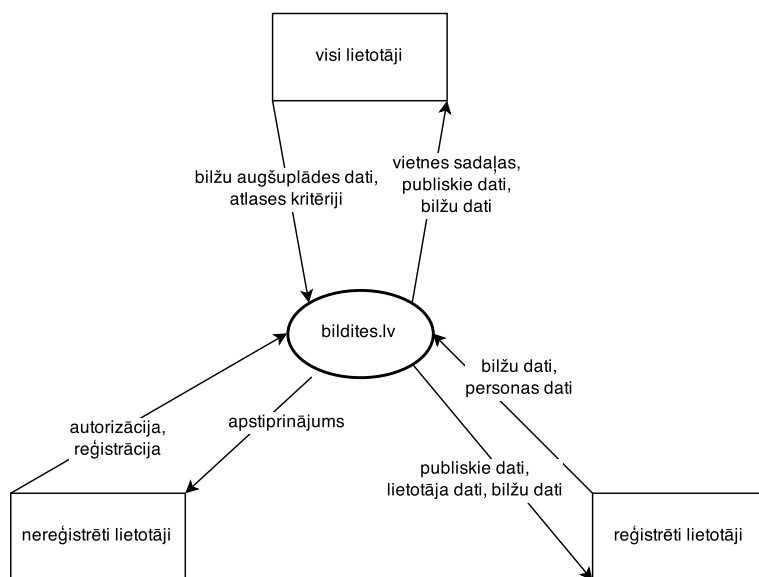 visi lietotāji
bilžu augšuplādes dati,
atlases kritēriji
vietnes sadaļas,
publiskie dati,
bilžu dati
bildites.lv
bilžu dati,
personas dati
autorizācija,
reģistrācija
apstiprinājums
publiskie dati,
lietotāja dati, bilžu dati
nereģistrēti lietotāji
reģistrēti lietotāji